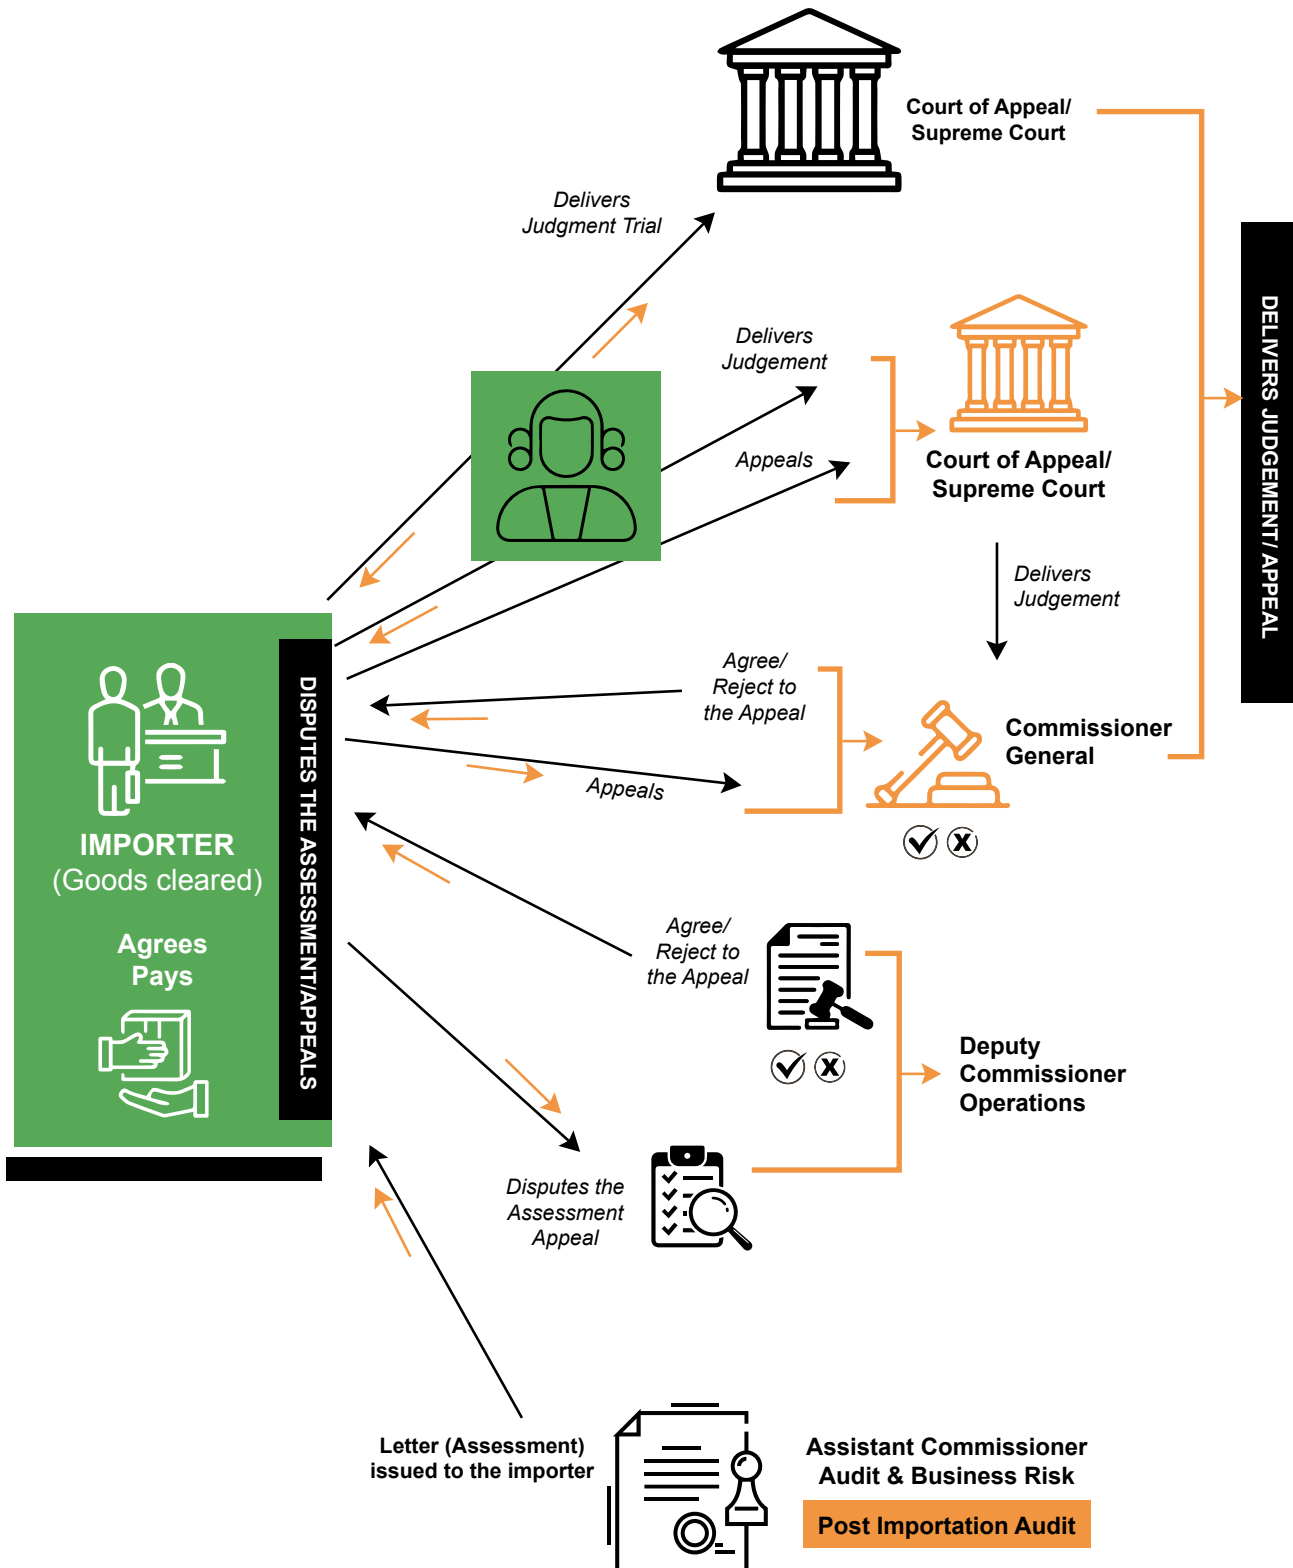 Court of Appeal/
Supreme Court
Delivers
Judgment Trial
Delivers
Judgement
Appeals
Court of Appeal/
Supreme Court
DELIVERS JUDGEMENT/ APPEAL
Delivers
Judgement
Agree/
Reject to
the Appeal
Commissioner
General
Appeals
IMPORTER
(Goods cleared)
Agrees
Pays
DISPUTES THE ASSESSMENT/APPEALS
Agree/
Reject to
the Appeal
Deputy
Commissioner
Operations
Disputes the
Assessment
Appeal
Letter (Assessment)
issued to the importer
Assistant Commissioner
Audit & Business Risk
Post Importation Audit